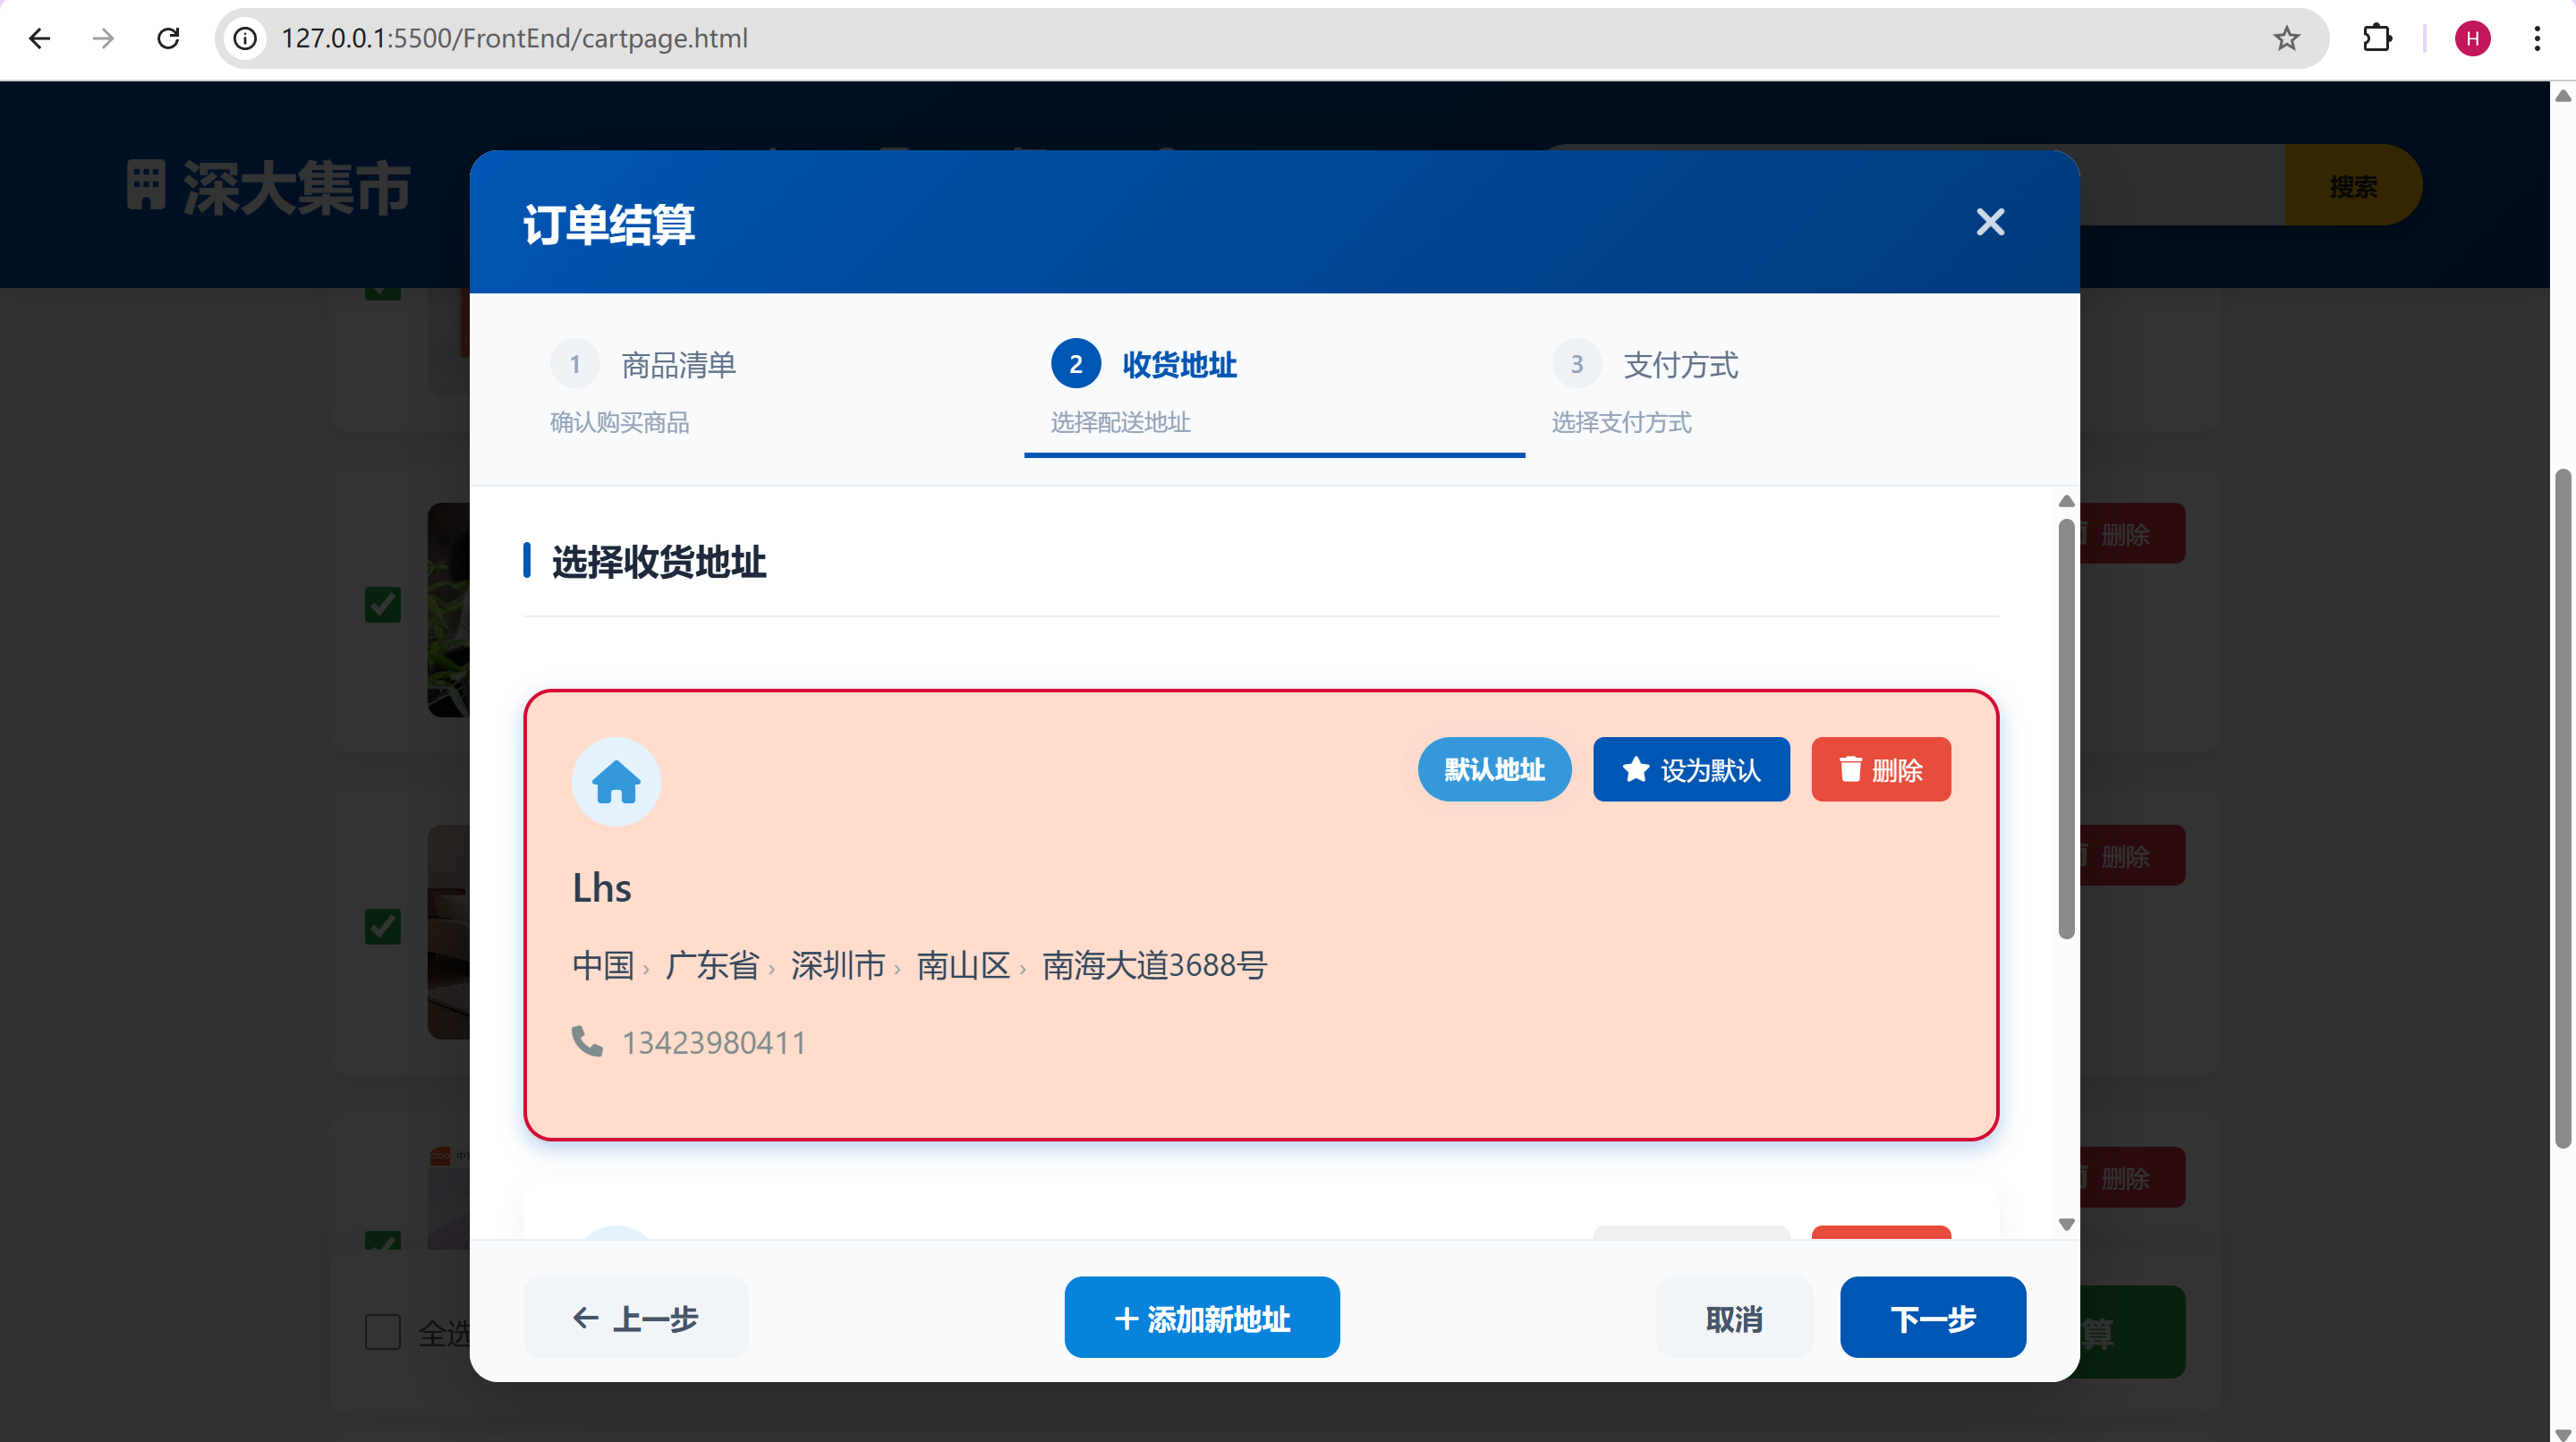 127.0.0.1:5500/FrontEnd/cartpage.html
H
深大集市
搜索
订单结算
1 商品清单
确认购买商品
2 收货地址
选择配送地址
3 支付方式
选择支付方式
选择收货地址
默认地址 设为默认 删除
Lhs
中国 › 广东省 › 深圳市 › 南山区 › 南海大道3688号
13423980411
删除
删除
删除
全选
算
上一步 添加新地址 取消 下一步